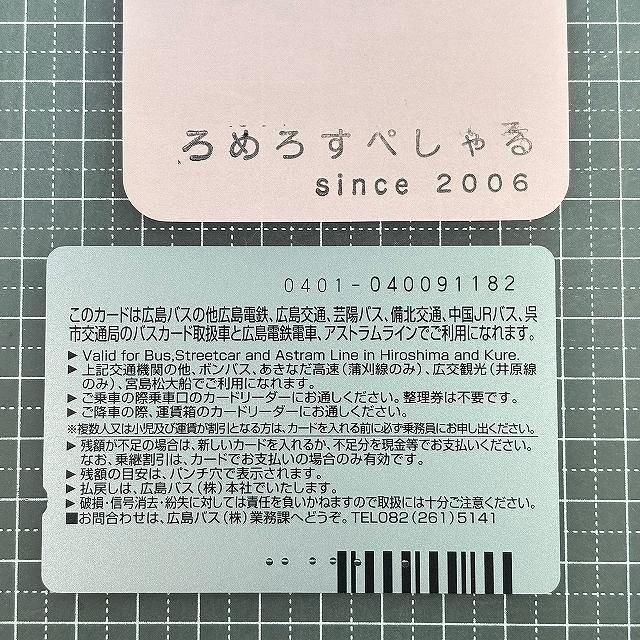 ろめろすぺしゃる
since 2006
0401-040091182
このカードは広島バスの他広島電鉄、広島交通、芸陽バス、備北交通、中国JRバス、呉
市交通局のバスカード取扱車と広島電鉄電車、アストラムラインでご利用になれます。
▶ Valid for Bus,Streetcar and Astram Line in Hiroshima and Kure.
▶ 上記交通機関の他、ボンバス、あきなだ高速（蒲刈線のみ）、広交観光（井原線
のみ）、宮島松大船でご利用になれます。
▶ ご乗車の際乗車口のカードリーダーにお通しください。整理券は不要です。
▶ ご降車の際、運賃箱のカードリーダーにお通しください。
※複数人又は小児及び運賃が割引となる方は、カードを入れる前に必ず乗務員にお申し出ください。
▶ 残額が不足の場合は、新しいカードを入れるか、不足分を現金等でお支払いください。
なお、乗継割引は、カードでお支払いの場合のみ有効です。
▶ 残額の目安は、パンチ穴で表示されます。
▶ 払戻しは、広島バス（株）本社でいたします。
▶ 破損・信号消去・紛失に対しては責任を負いかねますので取扱には十分ご注意ください。
■お問合わせは、広島バス（株）業務課へどうぞ。TEL082（261）5141